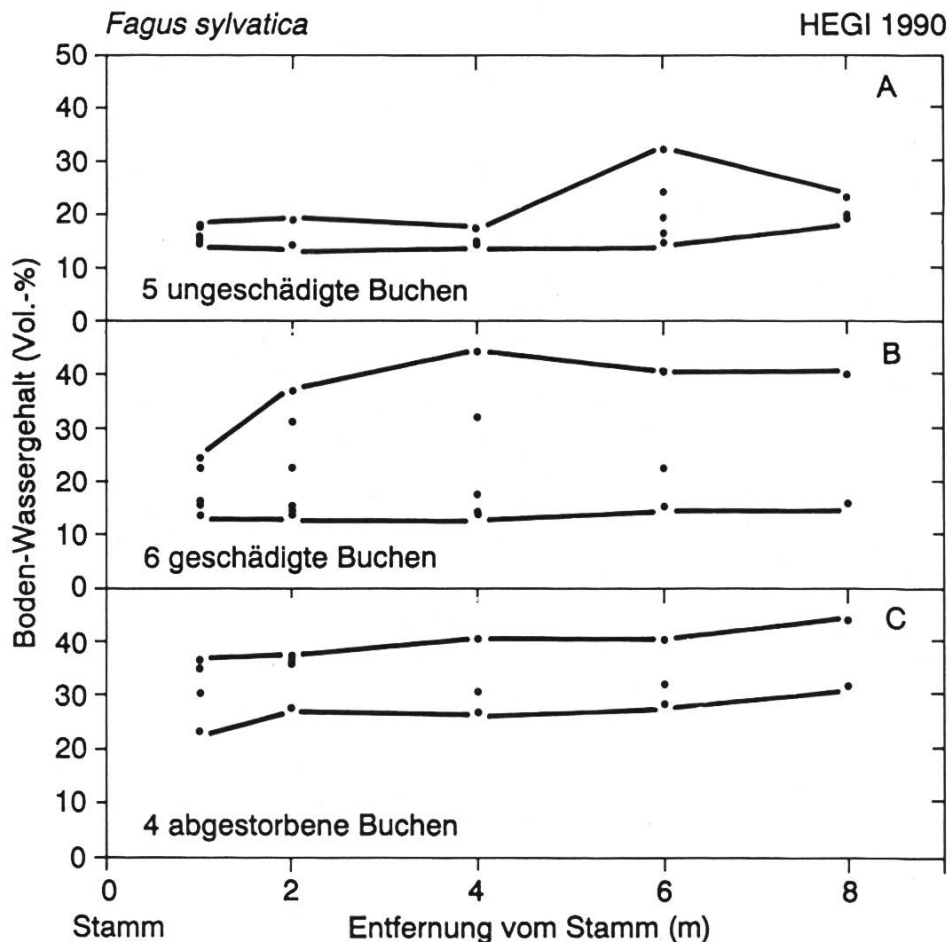 Fagus sylvatica HEGI 1990
50
40
30
20
10
0
A
5 ungeschädigte Buchen
40
30
20
10
0
B
6 geschädigte Buchen
40
30
20
10
0
C
4 abgestorbene Buchen
Boden-Wassergehalt (Vol.-%)
0 2 4 6 8
Stamm Entfernung vom Stamm (m)